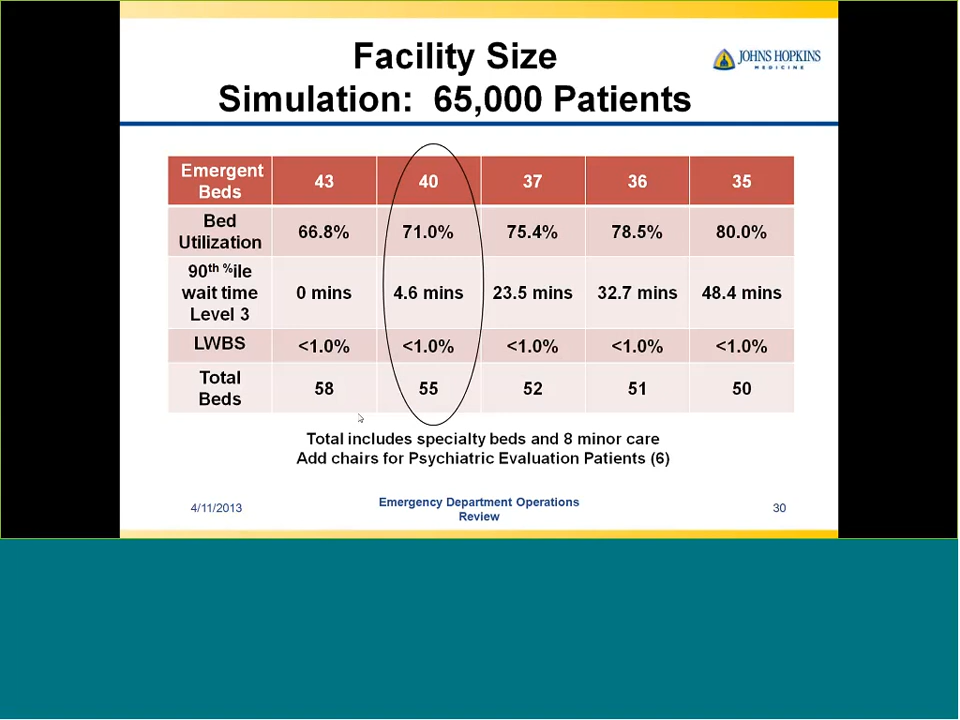 Facility Size
Simulation: 65,000 Patients
JOHNS HOPKINS
MEDICINE
Emergent Beds 43 40 37 36 35
Bed Utilization 66.8% 71.0% 75.4% 78.5% 80.0%
90th %ile wait time Level 3 0 mins 4.6 mins 23.5 mins 32.7 mins 48.4 mins
LWBS <1.0% <1.0% <1.0% <1.0% <1.0%
Total Beds 58 55 52 51 50
Total includes specialty beds and 8 minor care
Add chairs for Psychiatric Evaluation Patients (6)
4/11/2013
Emergency Department Operations
Review
30